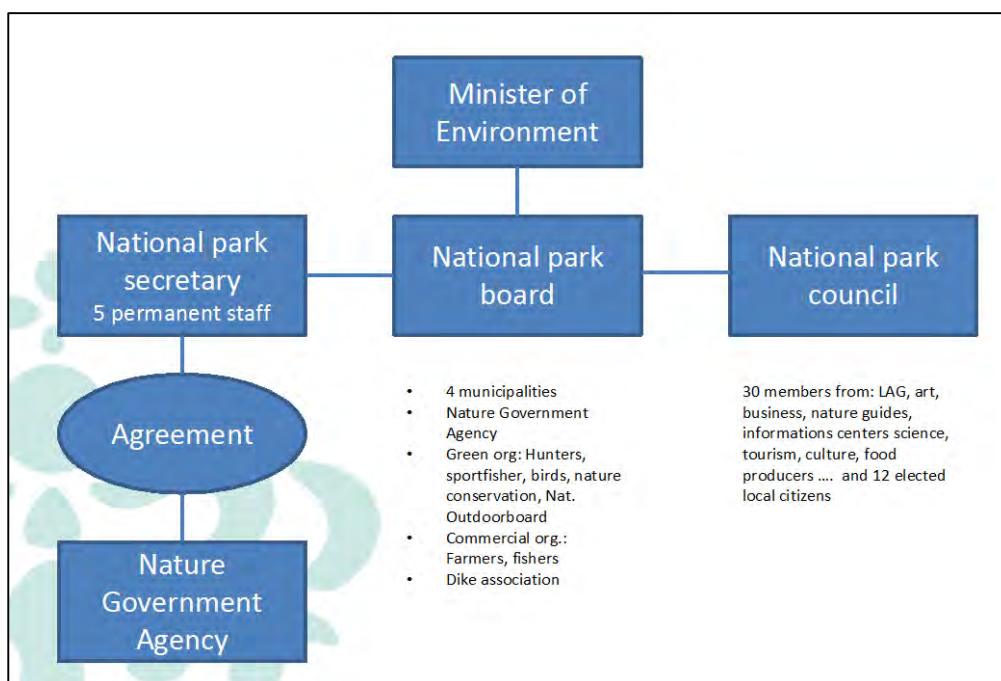 Minister of
Environment
National park
secretary
5 permanent staff
National park
board
National park
council
Agreement
Nature
Government
Agency
• 4 municipalities
• Nature Government
Agency
• Green org: Hunters,
sportfisher, birds, nature
conservation, Nat.
Outdoorboard
• Commercial org.:
Farmers, fishers
• Dike association
30 members from: LAG, art,
business, nature guides,
informations centers science,
tourism, culture, food
producers .... and 12 elected
local citizens